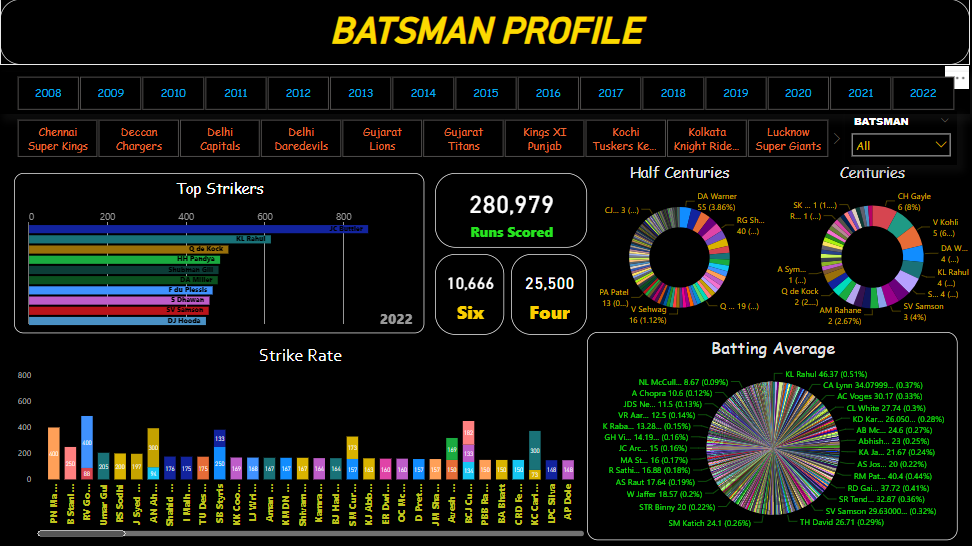 BATSMAN PROFILE
2008 2009 2010 2011 2012 2013 2014 2015 2016 2017 2018 2019 2020 2021 2022
Chennai Super Kings
Deccan Chargers
Delhi Capitals
Delhi Daredevils
Gujarat Lions
Gujarat Titans
Kings XI Punjab
Kochi Tuskers Ke...
Kolkata Knight Ride...
Lucknow Super Giants
BATSMAN
All
Top Strikers
0 200 400 600 800
JC Buttler
KL Rahul
Q de Kock
HH Pandya
Shubman Gill
DA Miller
F du Plessis
S Dhawan
SV Samson
DJ Hooda
2022
280,979
Runs Scored
10,666
Six
25,500
Four
Half Centuries
DA Warner
55 (3.86%)
RG Sh...
40 (...)
Q ... 19 (...)
V Sehwag
16 (1.12%)
PA Patel
13 (0...)
CJ... 3 (...)
Centuries
CH Gayle
6 (8%)
V Kohli
5 (6...)
DA W...
4 (...)
KL Rahul
4 (...)
S... 4 (...)
SV Samson
3 (4%)
AM Rahane
2 (2.67%)
Q de Kock
2 (2...)
A Sym...
1 (...)
R... 1 (...)
SK ... 1 (1....)
Strike Rate
800
600
400
200
0
400 250 88 400 205 200 197 94 300 176 175 175 250 133 169 168 167 167 167 166 164 157 173 163 160 160 157 157 150 169 150 133 182 150 150 150 73 300 168 148
PN Ma...
B Stanl...
RV Go...
Umar Gul
RS Sodhi
J Syed ...
AN Ah...
Shahid ...
I Malh...
TU Des...
SB Styris
KK Coo...
LJ Wri...
Aman...
KMDN...
Shivam...
Kamra...
BJ Had...
SM Cur...
KJ Abb...
ER Dwi...
OC Mc...
D Pret...
JM Sha...
Avesh...
BCJ Cu...
PBB Ra...
BA Bhatt
CRD Fe...
KC Cari...
LPC Silva
AP Dole
Batting Average
KL Rahul 46.37 (0.51%)
CA Lynn 34.07999... (0.37%)
AC Voges 30.17 (0.33%)
CL White 27.74 (0.3%)
KD Kar... 26.050... (0.28%)
AB Mc... 24.6 (0.27%)
Abhish... 23 (0.25%)
KA Ja... 21.67 (0.24%)
AS Jos... 20 (0.22%)
RM Pat... 40.4 (0.44%)
RD Gai... 37.72 (0.41%)
SR Tend... 32.87 (0.36%)
SV Samson 29.63000... (0.32%)
TH David 26.71 (0.29%)
SM Katich 24.1 (0.26%)
STR Binny 20 (0.22%)
W Jaffer 18.57 (0.2%)
AS Raut 17.64 (0.19%)
R Sathi... 16.88 (0.18%)
MA St... 16 (0.17%)
JC Arc... 15 (0.16%)
GH Vi... 14.19... (0.16%)
K Raba... 13.28... (0.15%)
VR Aar... 12.5 (0.14%)
JDS Ne... 11.5 (0.13%)
A Chopra 10.6 (0.12%)
NL McCull... 8.67 (0.09%)